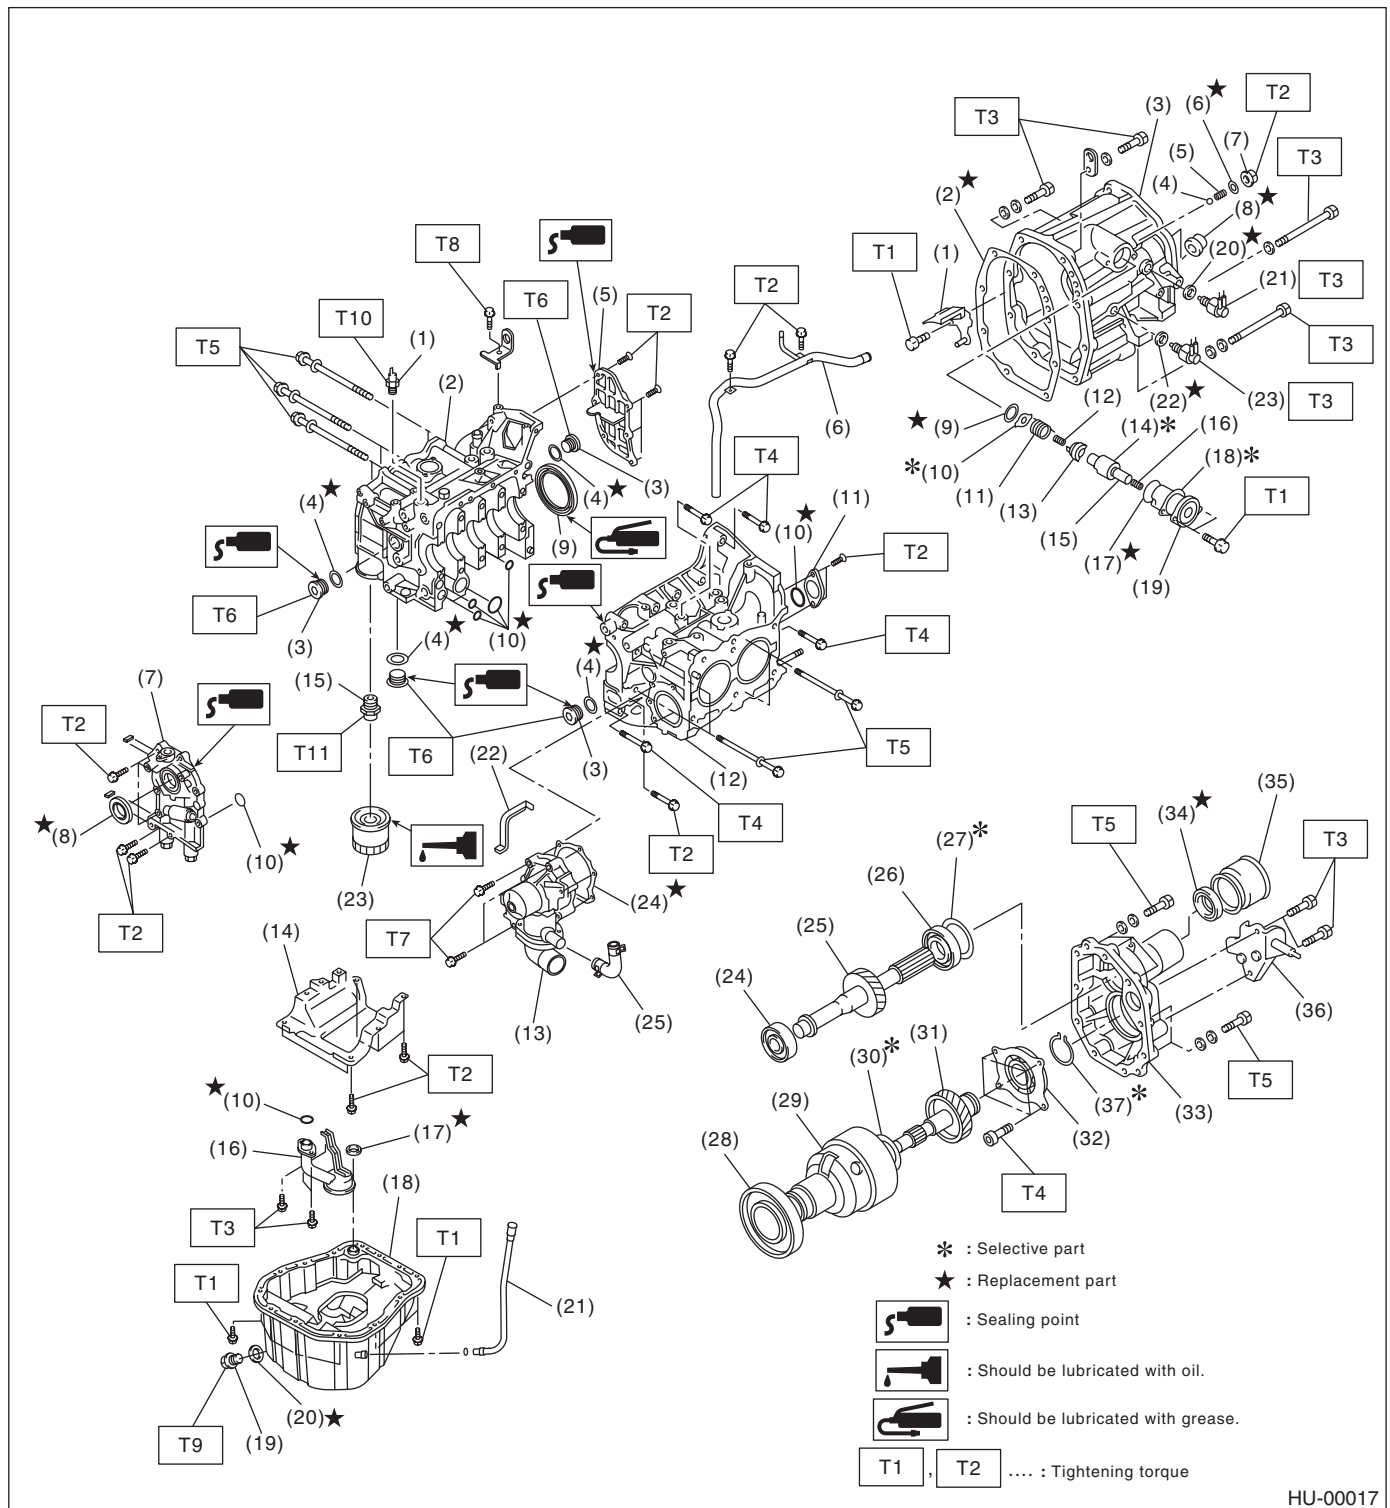 T3
(6)★
T2
(3)
(7)
T3
(5)
(4)
(2)★
(8)★
(20)★
T1
(1)
(21)
T3
T8
T6
(5)
T2
T2
T10
(1)
T5
(2)
(6)
T3
(22)★
(23)
T3
★(9)
(12)
(14)*
(16)
(18)*
*(10)
(11)
(13)
(15)
(17)★
(19)
T1
T4
(4)★
(3)
(4)★
(9)
(10)★
(11)
T2
T6
(3)
(4)★
(10)★
(4)★
T4
(7)
(15)
T2
T11
T6
(22)
(3)
(12)
T5
★(8)
(10)★
T4
T2
(23)
(24)★
T2
T7
(14)
(13)
(25)
T2
★(10)
(17)★
(16)
(18)
T3
T1
T1
(21)
(20)★
(19)
T9
(27)*
(26)
(25)
(24)
T5
(34)★
(35)
T3
(36)
(30)*
(31)
T5
(37)*
(33)
(29)
(32)
(28)
T4
* : Selective part
★ : Replacement part
: Sealing point
: Should be lubricated with oil.
: Should be lubricated with grease.
T1 , T2 .... : Tightening torque
HU-00017